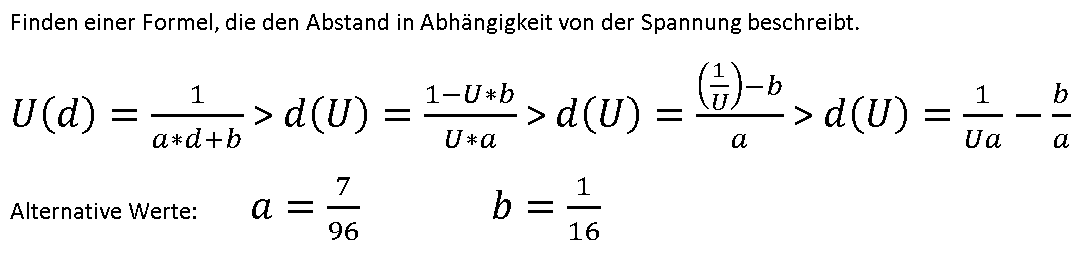 Finden einer Formel, die den Abstand in Abhängigkeit von der Spannung beschreibt.
U(d) = 1/(a*d+b) > d(U) = (1−U*b)/(U*a) > d(U) = ((1/U)−b)/a > d(U) = 1/(Ua) − b/a
Alternative Werte: a = 7/96 b = 1/16